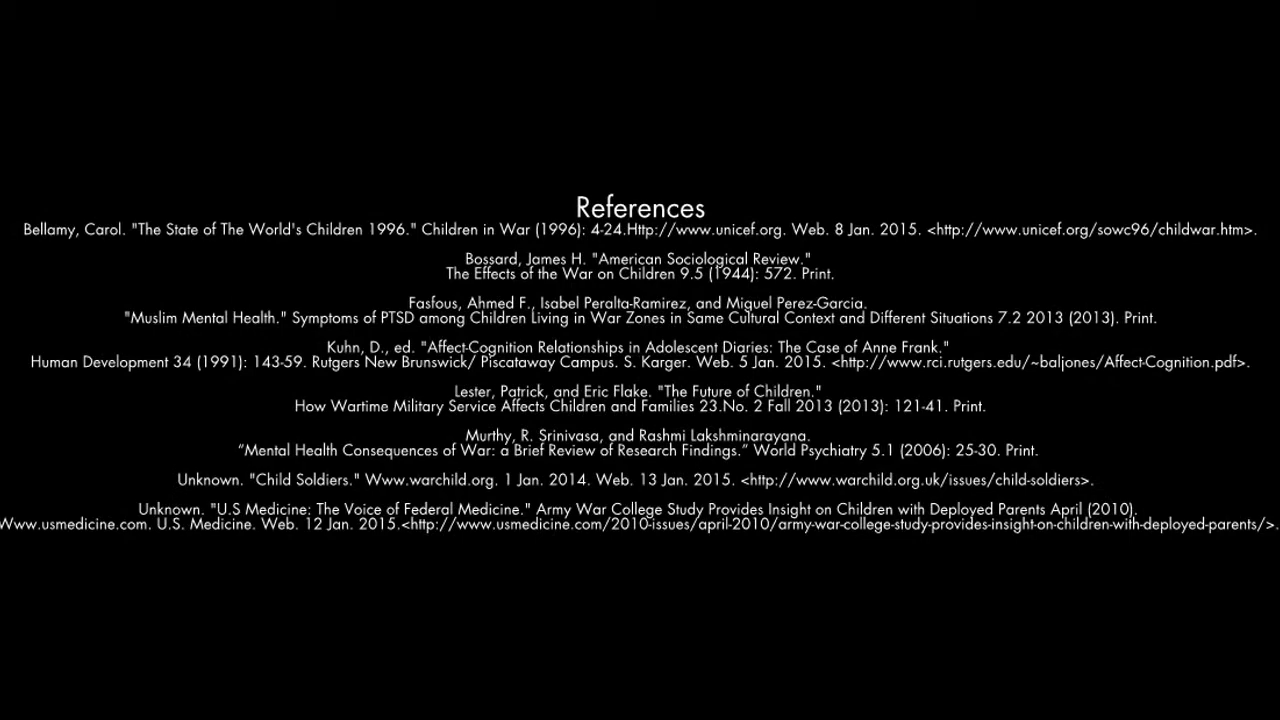 References
Bellamy, Carol. "The State of The World's Children 1996." Children in War (1996): 4-24.Http://www.unicef.org. Web. 8 Jan. 2015. <http://www.unicef.org/sowc96/childwar.htm>.
Bossard, James H. "American Sociological Review."
The Effects of the War on Children 9.5 (1944): 572. Print.
Fasfous, Ahmed F., Isabel Peralta-Ramirez, and Miguel Perez-Garcia.
"Muslim Mental Health." Symptoms of PTSD among Children Living in War Zones in Same Cultural Context and Different Situations 7.2 2013 (2013). Print.
Kuhn, D., ed. "Affect-Cognition Relationships in Adolescent Diaries: The Case of Anne Frank."
Human Development 34 (1991): 143-59. Rutgers New Brunswick/ Piscataway Campus. S. Karger. Web. 5 Jan. 2015. <http://www.rci.rutgers.edu/~baljones/Affect-Cognition.pdf>.
Lester, Patrick, and Eric Flake. "The Future of Children."
How Wartime Military Service Affects Children and Families 23.No. 2 Fall 2013 (2013): 121-41. Print.
Murthy, R. Srinivasa, and Rashmi Lakshminarayana.
“Mental Health Consequences of War: a Brief Review of Research Findings.” World Psychiatry 5.1 (2006): 25-30. Print.
Unknown. "Child Soldiers." Www.warchild.org. 1 Jan. 2014. Web. 13 Jan. 2015. <http://www.warchild.org.uk/issues/child-soldiers>.
Unknown. "U.S Medicine: The Voice of Federal Medicine." Army War College Study Provides Insight on Children with Deployed Parents April (2010).
Www.usmedicine.com. U.S. Medicine. Web. 12 Jan. 2015.<http://www.usmedicine.com/2010-issues/april-2010/army-war-college-study-provides-insight-on-children-with-deployed-parents/>.